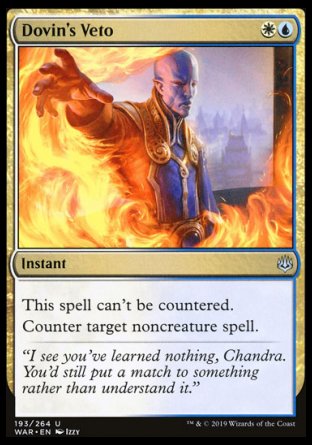 Dovin's Veto
Instant
This spell can't be countered.
Counter target noncreature spell.
"I see you've learned nothing, Chandra.
You'd still put a match to something
rather than understand it."
193/264 U
WAR • EN Izzy
™ & © 2019 Wizards of the Coast